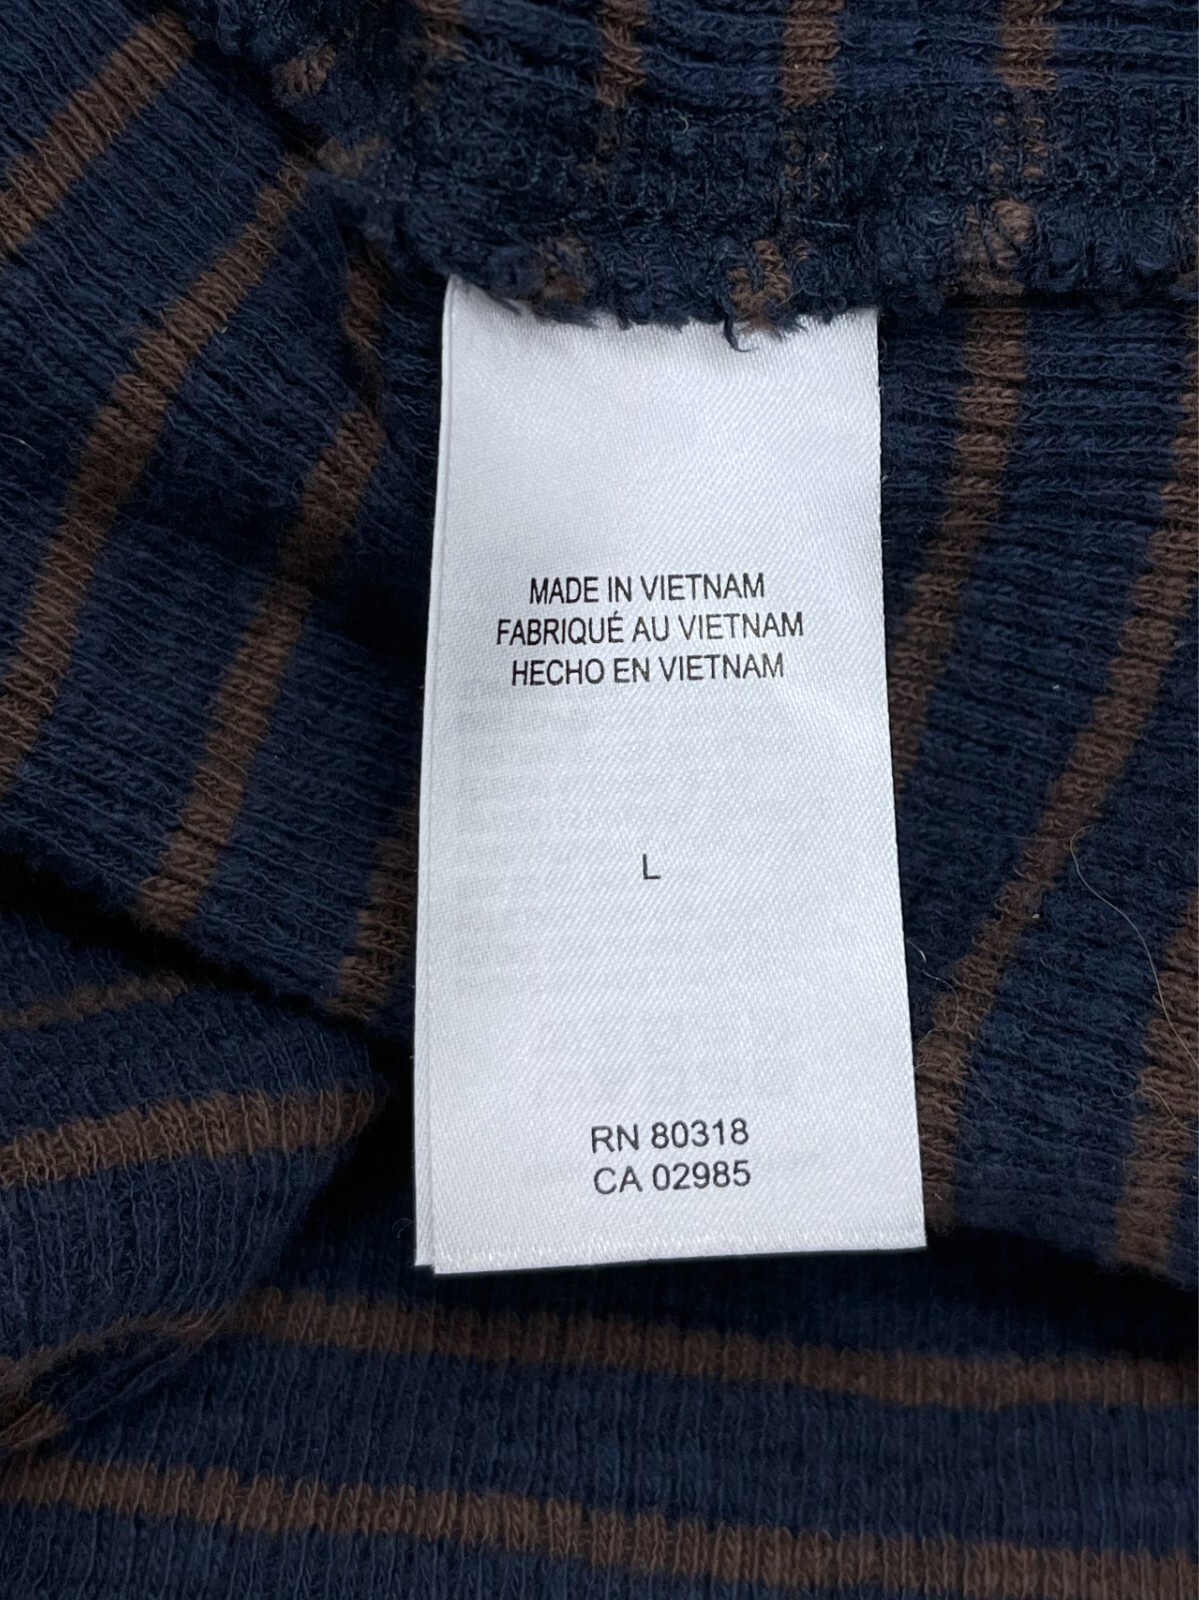 MADE IN VIETNAM
FABRIQUÉ AU VIETNAM
HECHO EN VIETNAM
L
RN 80318
CA 02985